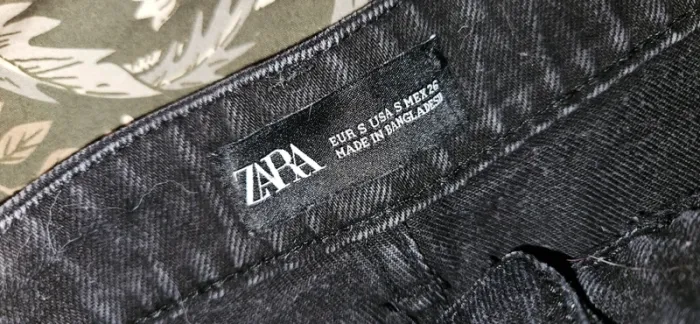 ZARA
EUR S USA S MEX 26
MADE IN BANGLADESH